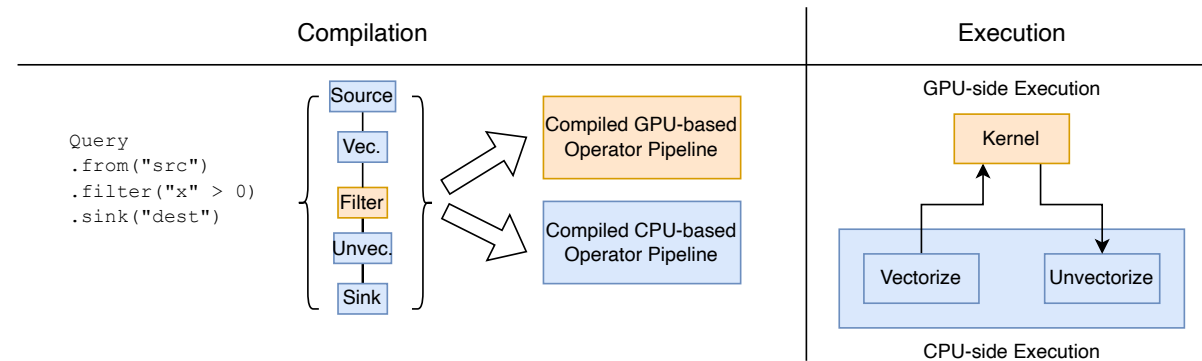 Compilation
Execution
Query
.from("src")
.filter("x" > 0)
.sink("dest")
Source
Vec.
Filter
Unvec.
Sink
Compiled GPU-based
Operator Pipeline
Compiled CPU-based
Operator Pipeline
GPU-side Execution
Kernel
Vectorize
Unvectorize
CPU-side Execution